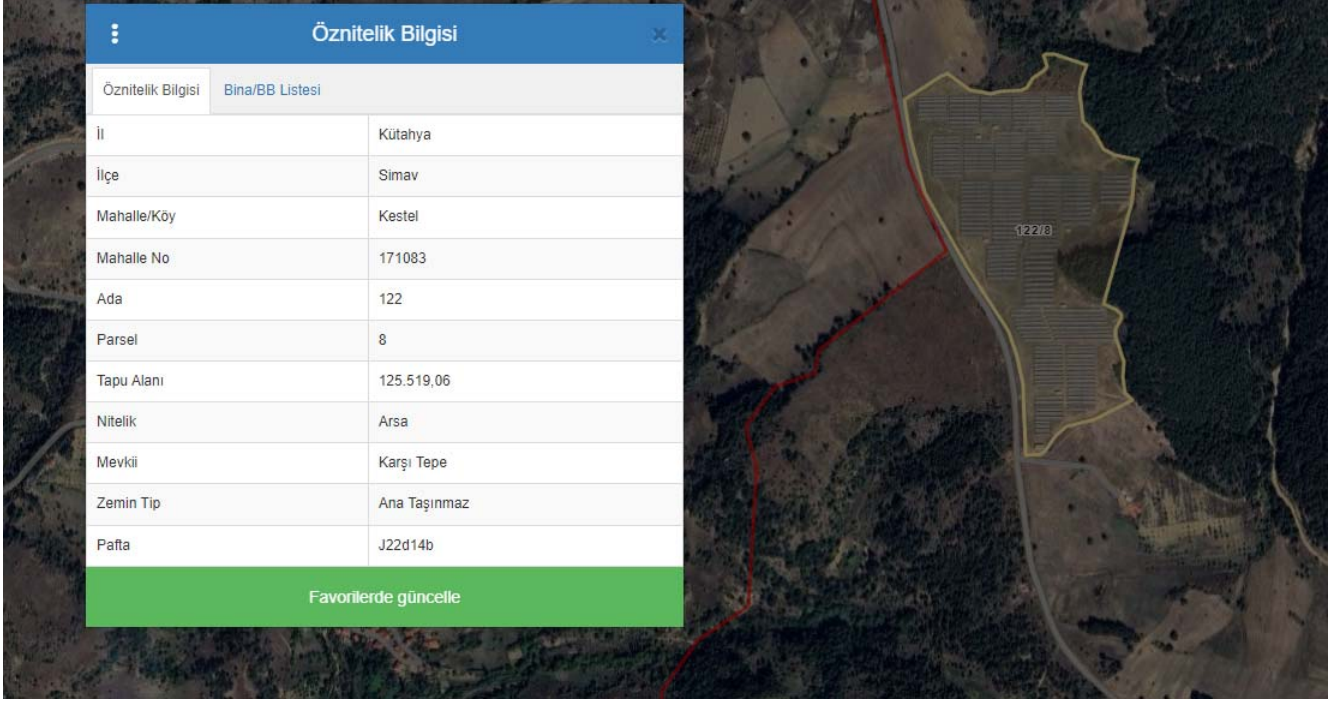 Öznitelik Bilgisi
Öznitelik Bilgisi Bina/BB Listesi
İl Kütahya
İlçe Simav
Mahalle/Köy Kestel
Mahalle No 171083
Ada 122
Parsel 8
Tapu Alanı 125.519,06
Nitelik Arsa
Mevkii Karşı Tepe
Zemin Tip Ana Taşınmaz
Pafta J22d14b
Favorilerde güncelle
122/8